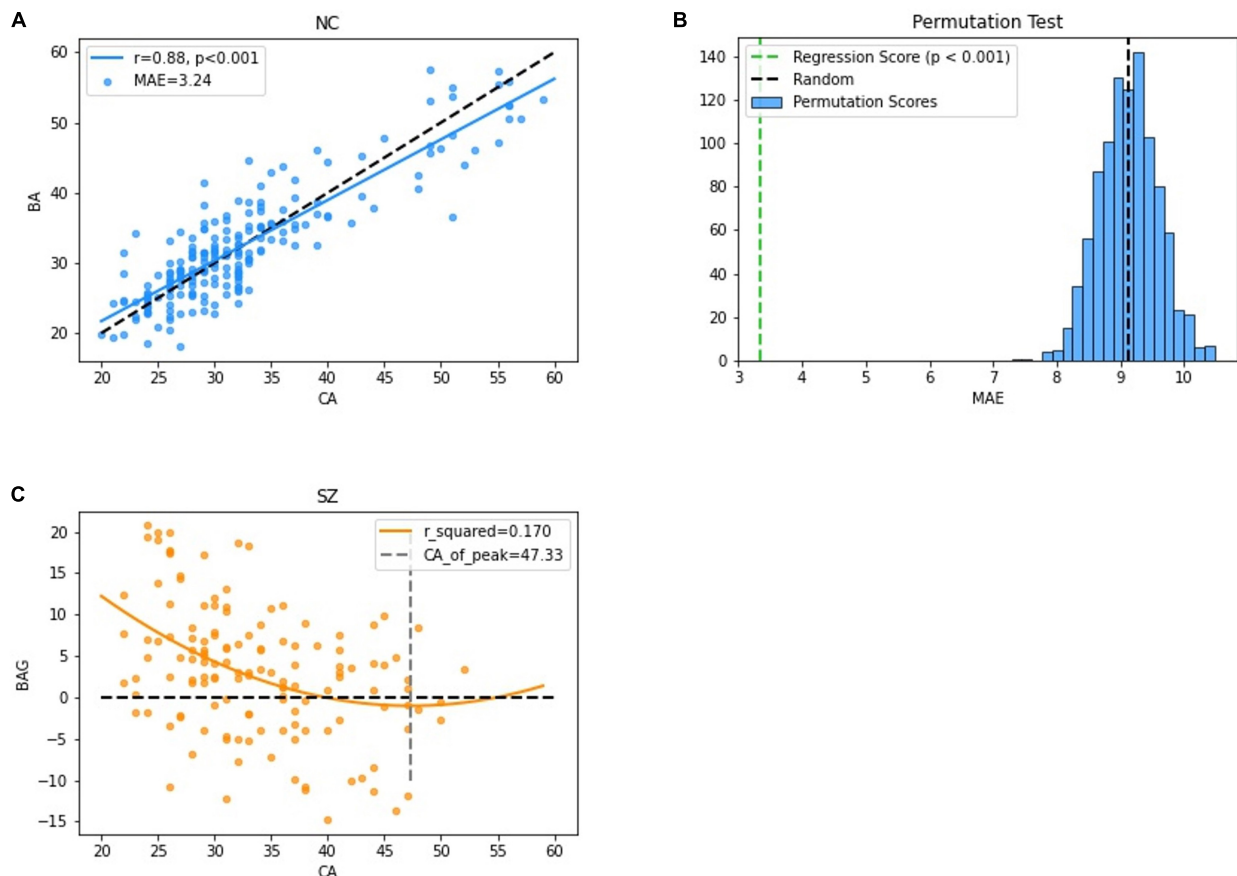 A
NC
r=0.88, p<0.001
MAE=3.24
BA
60
50
40
30
20
20 25 30 35 40 45 50 55 60
CA
B
Permutation Test
Regression Score (p < 0.001)
Random
Permutation Scores
140
120
100
80
60
40
20
0
3 4 5 6 7 8 9 10
MAE
C
SZ
r_squared=0.170
CA_of_peak=47.33
BAG
20
15
10
5
0
−5
−10
−15
20 25 30 35 40 45 50 55 60
CA